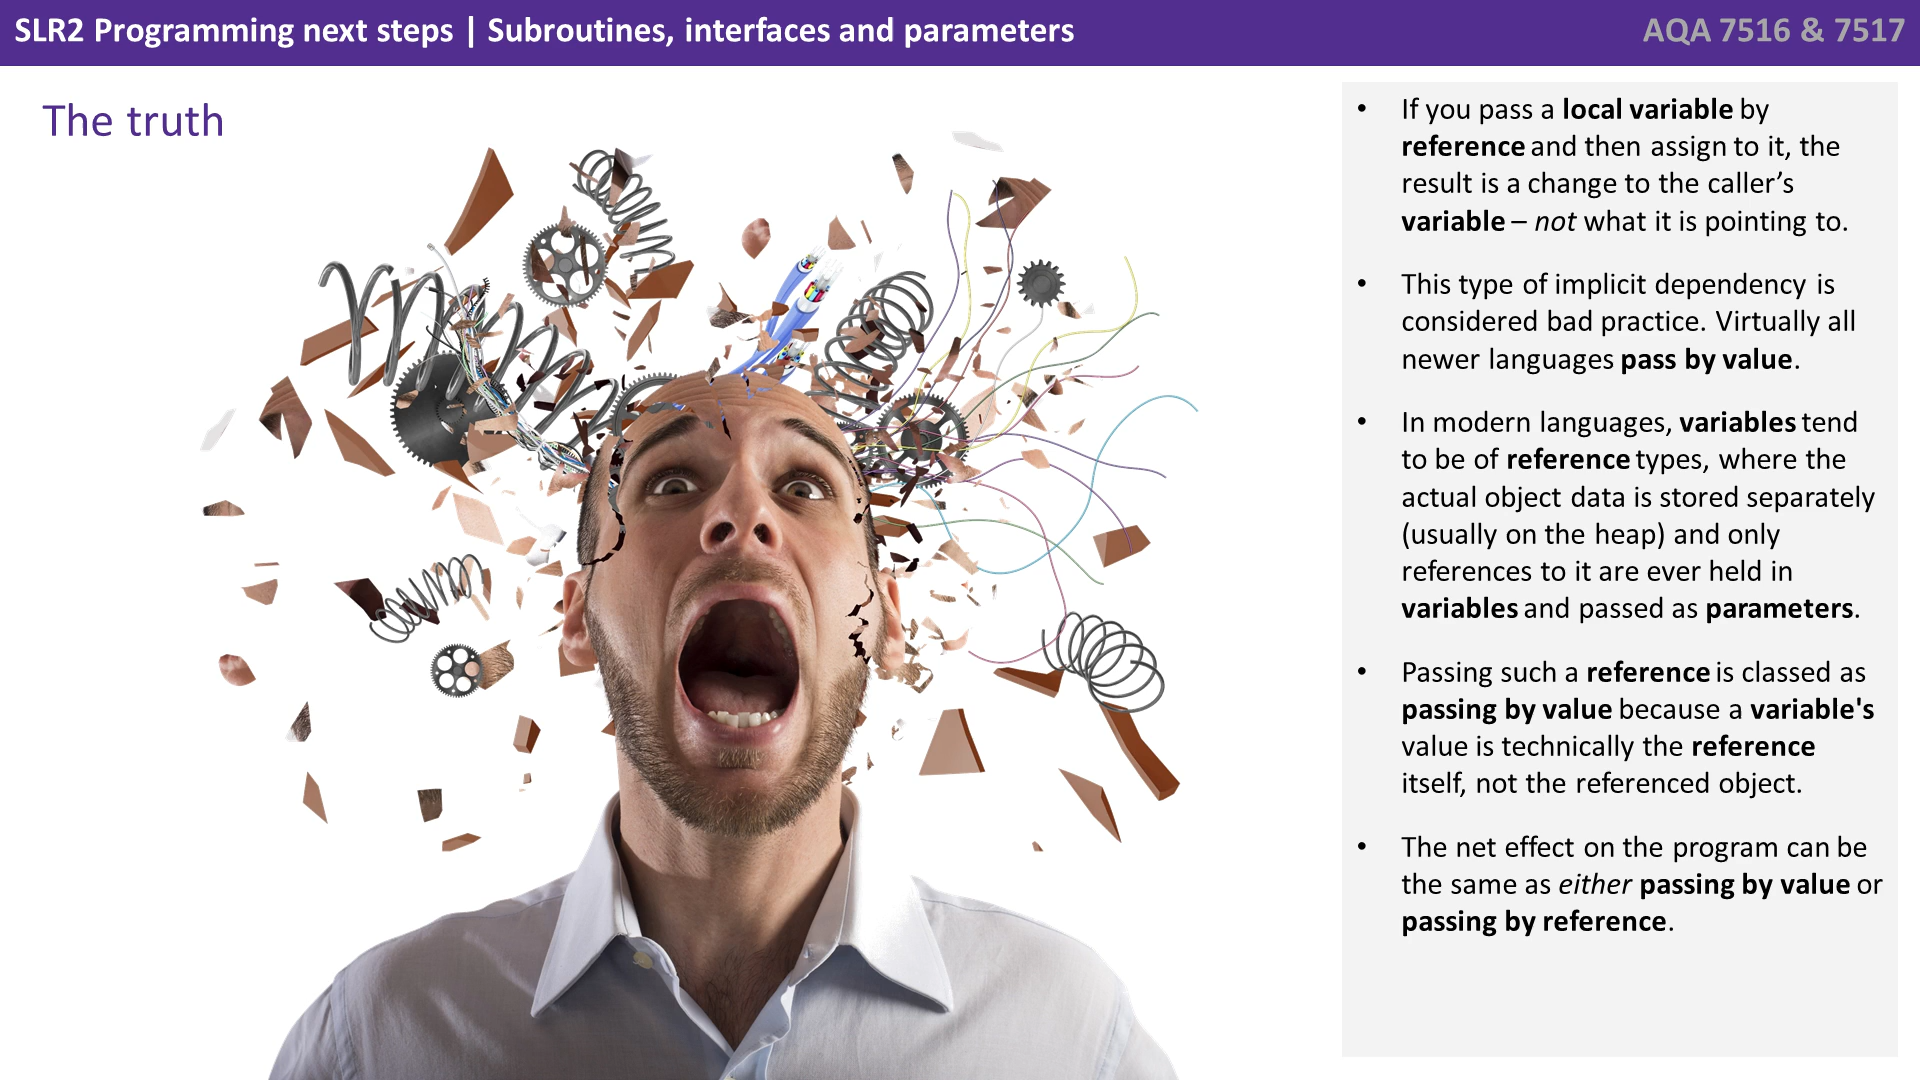 SLR2 Programming next steps | Subroutines, interfaces and parameters
AQA 7516 & 7517
The truth
• If you pass a local variable by
reference and then assign to it, the
result is a change to the caller’s
variable – not what it is pointing to.
• This type of implicit dependency is
considered bad practice. Virtually all
newer languages pass by value.
• In modern languages, variables tend
to be of reference types, where the
actual object data is stored separately
(usually on the heap) and only
references to it are ever held in
variables and passed as parameters.
• Passing such a reference is classed as
passing by value because a variable's
value is technically the reference
itself, not the referenced object.
• The net effect on the program can be
the same as either passing by value or
passing by reference.